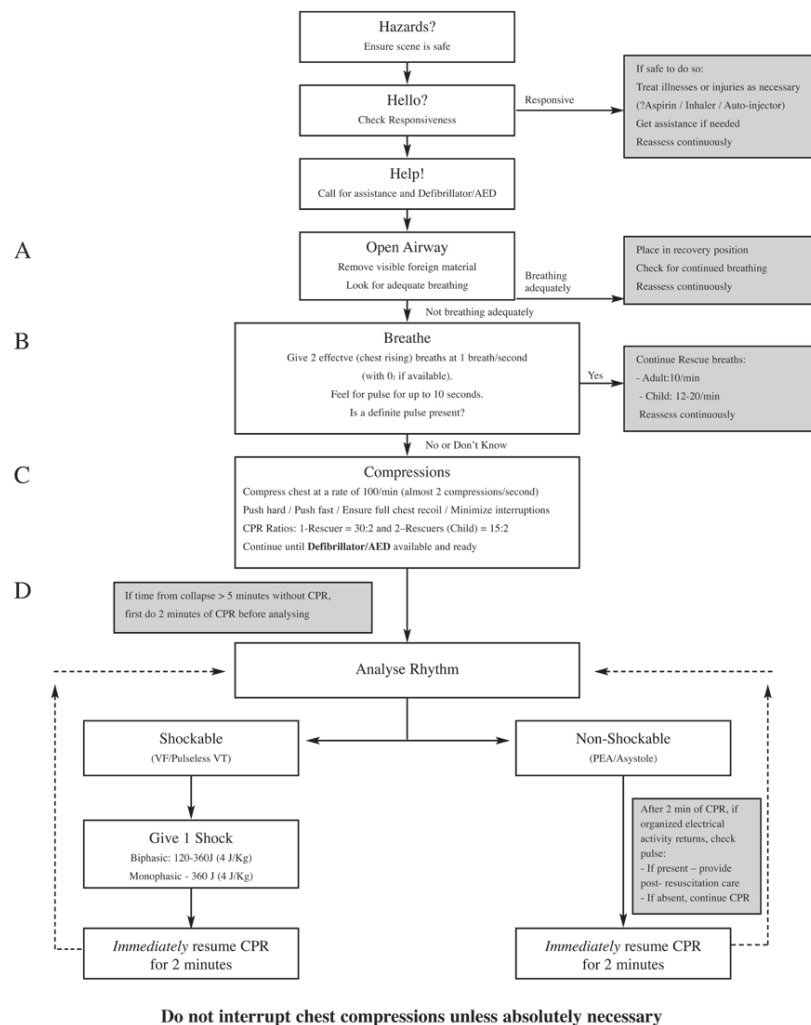 Hazards?
Ensure scene is safe
Hello?
Check Responsiveness
Responsive
If safe to do so:
Treat illnesses or injuries as necessary
(?Aspirin / Inhaler / Auto-injector)
Get assistance if needed
Reassess continuously
Help!
Call for assistance and Defibrillator/AED
A
Open Airway
Remove visible foreign material
Look for adequate breathing
Breathing
adequately
Place in recovery position
Check for continued breathing
Reassess continuously
Not breathing adequately
B
Breathe
Give 2 effectve (chest rising) breaths at 1 breath/second
(with 0₂ if available).
Feel for pulse for up to 10 seconds.
Is a definite pulse present?
Yes
Continue Rescue breaths:
- Adult:10/min
- Child: 12-20/min
Reassess continuously
No or Don't Know
C
Compressions
Compress chest at a rate of 100/min (almost 2 compressions/second)
Push hard / Push fast / Ensure full chest recoil / Minimize interruptions
CPR Ratios: 1-Rescuer = 30:2 and 2–Rescuers (Child) = 15:2
Continue until Defibrillator/AED available and ready
D
If time from collapse > 5 minutes without CPR,
first do 2 minutes of CPR before analysing
Analyse Rhythm
Shockable
(VF/Pulseless VT)
Non-Shockable
(PEA/Asystole)
Give 1 Shock
Biphasic: 120-360J (4 J/Kg)
Monophasic - 360 J (4 J/Kg)
After 2 min of CPR, if
organized electrical
activity returns, check
pulse:
- If present – provide
post- resuscitation care
- If absent, continue CPR
Immediately resume CPR
for 2 minutes
Immediately resume CPR
for 2 minutes
Do not interrupt chest compressions unless absolutely necessary